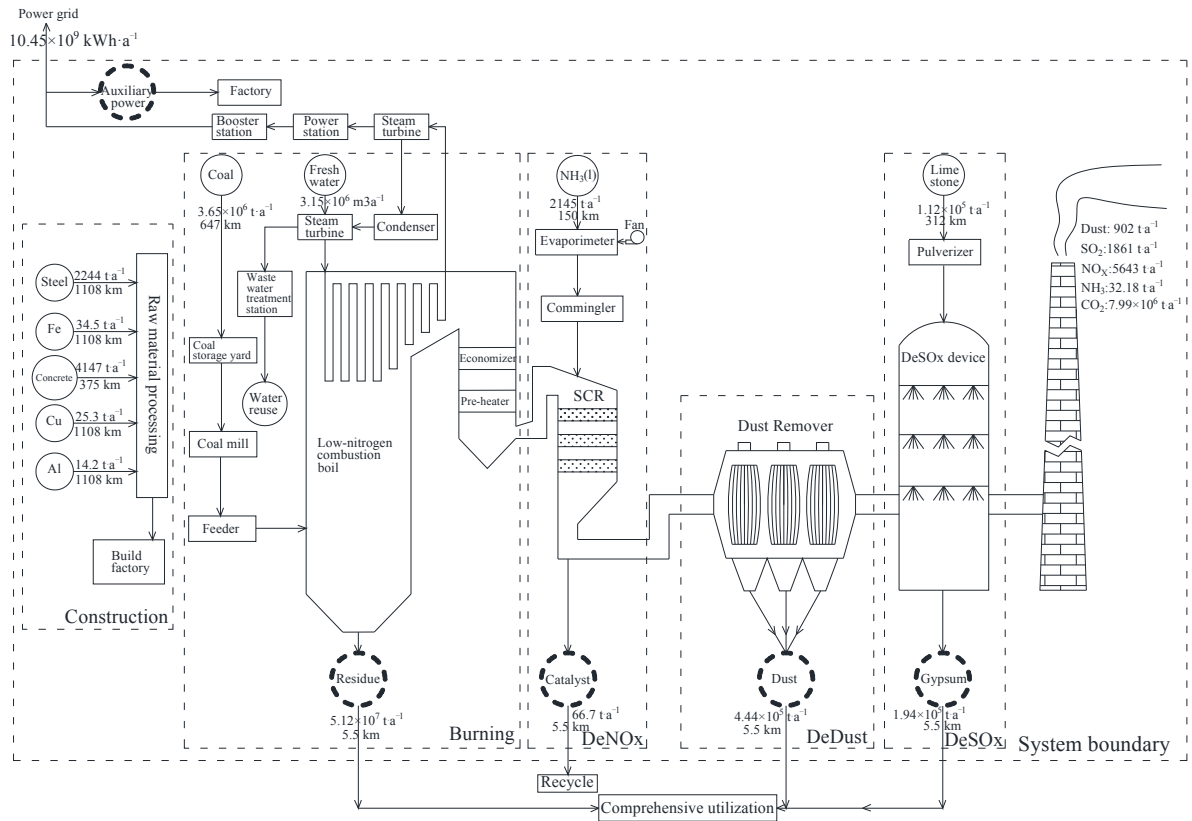 Power grid
10.45×10⁹ kWh·a⁻¹
Auxiliary
power
Factory
Booster
station
Power
station
Steam
turbine
Coal
3.65×10⁶ t·a⁻¹
647 km
Fresh
water
3.15×10⁶ m3a⁻¹
Steam
turbine
Condenser
Waste
water
treatment
station
Water
reuse
Coal
storage yard
Coal mill
Feeder
Low-nitrogen
combustion
boil
Economizer
Pre-heater
Residue
5.12×10⁷ t a⁻¹
5.5 km
Burning
Steel
2244 t a⁻¹
1108 km
Fe
34.5 t a⁻¹
1108 km
Concrete
4147 t a⁻¹
375 km
Cu
25.3 t a⁻¹
1108 km
Al
14.2 t a⁻¹
1108 km
Raw material processing
Build
factory
Construction
NH₃(l)
2145 t a⁻¹
150 km
Fan
Evaporimeter
Commingler
SCR
Catalyst
66.7 t a⁻¹
5.5 km
DeNOx
Recycle
Dust Remover
Dust
4.44×10⁵ t a⁻¹
5.5 km
DeDust
Lime
stone
1.12×10⁵ t a⁻¹
312 km
Pulverizer
DeSOx device
Gypsum
1.94×10⁵ t a⁻¹
5.5 km
DeSOx
Dust: 902 t a⁻¹
SO₂:1861 t a⁻¹
NOX:5643 t a⁻¹
NH₃:32.18 t a⁻¹
CO₂:7.99×10⁶ t a⁻¹
System boundary
Comprehensive utilization